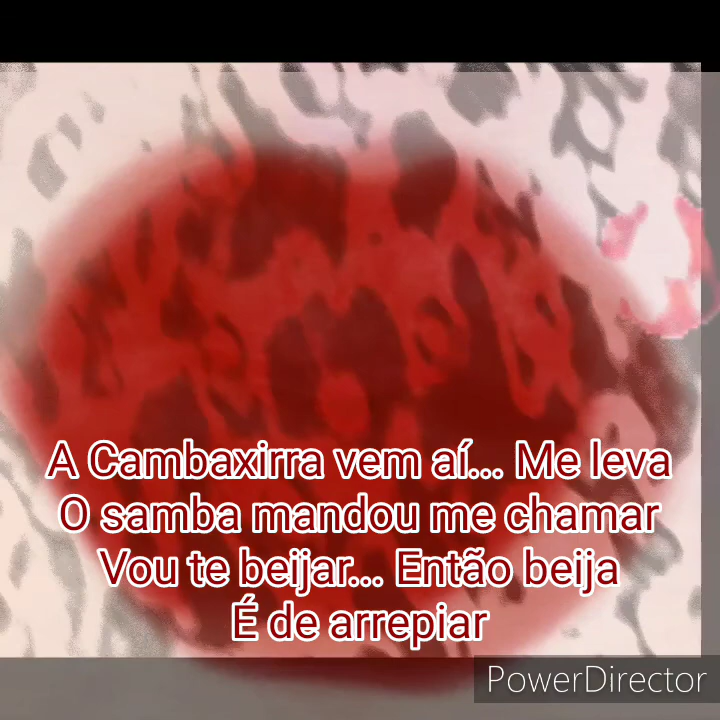 A Cambaxirra vem aí... Me leva
O samba mandou me chamar
Vou te beijar... Então beija
É de arrepiar
PowerDirector